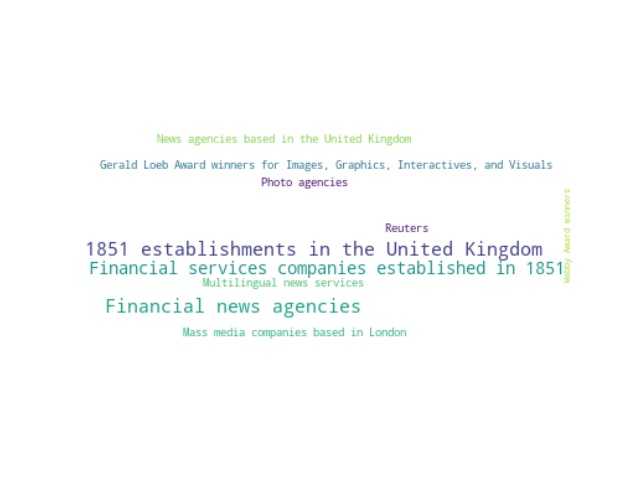 News agencies based in the United Kingdom
Gerald Loeb Award winners for Images, Graphics, Interactives, and Visuals
Photo agencies
Webby Award winners
Reuters
1851 establishments in the United Kingdom
Financial services companies established in 1851
Multilingual news services
Financial news agencies
Mass media companies based in London